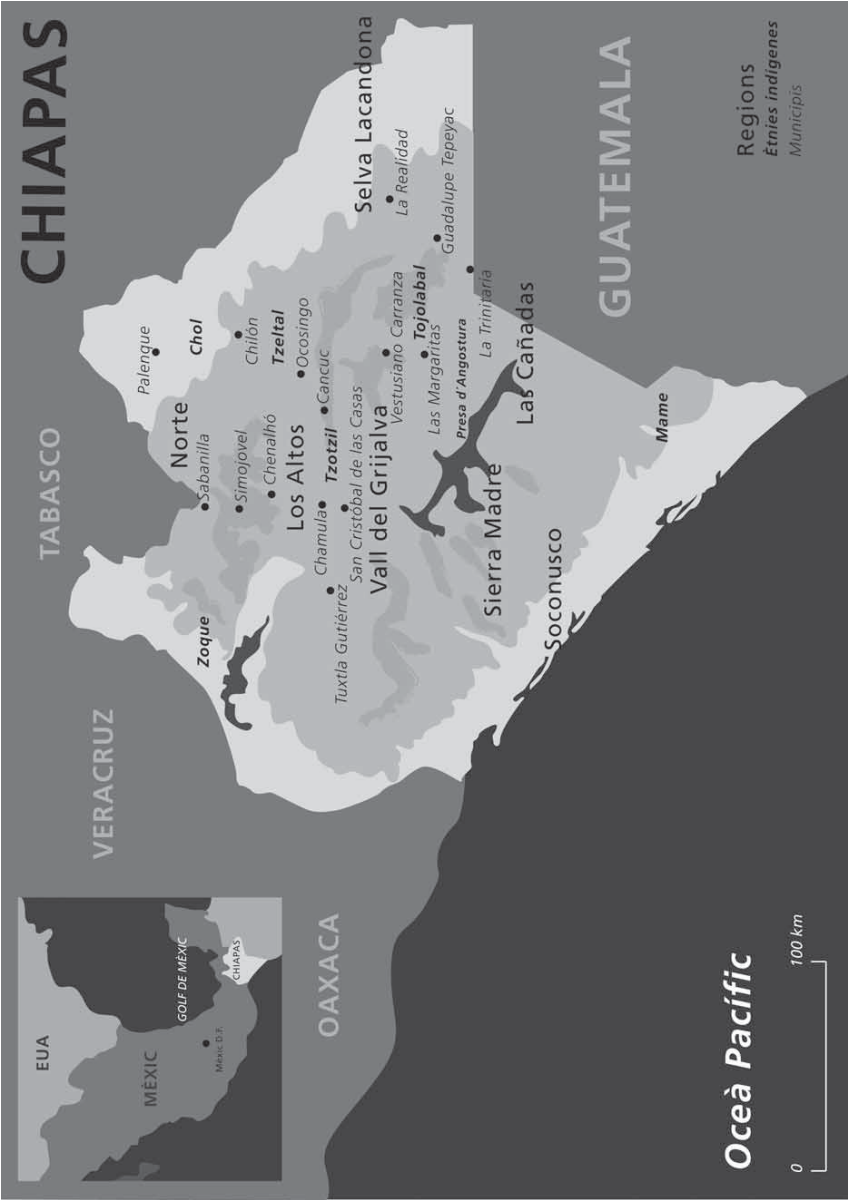 CHIAPAS
TABASCO
VERACRUZ
OAXACA
GUATEMALA
Oceà Pacífic
Palenque
Chol
Norte
Sabanilla
Zoque
Chilón
Simojovel
Tzeltal
Chenalhó
Ocosingo
Los Altos
Cancuc
Chamula
Tzotzil
Tuxtla Gutiérrez
San Cristóbal de las Casas
Selva Lacandona
Vall del Grijalva
Vestusiano Carranza
La Realidad
Tojolabal
Las Margaritas
Guadalupe Tepeyac
Presa d´Angostura
La Trinitaria
Sierra Madre
Las Cañadas
Soconusco
Mame
Regions
Ètnies indígenes
Municipis
EUA
MÈXIC
GOLF DE MÈXIC
Mèxic D.F.
CHIAPAS
0
100 km